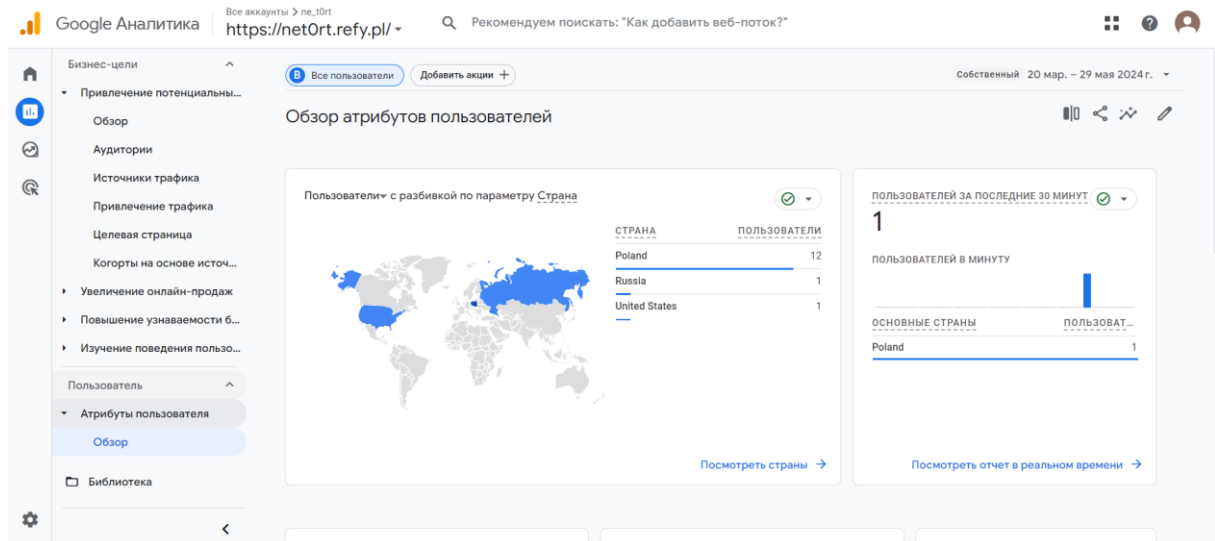 Google Аналитика
Все аккаунты > ne_t0rt
https://net0rt.refy.pl/
Рекомендуем поискать: "Как добавить веб-поток?"
Бизнес-цели
Привлечение потенциальны...
Обзор
Аудитории
Источники трафика
Привлечение трафика
Целевая страница
Когорты на основе источ...
Увеличение онлайн-продаж
Повышение узнаваемости б...
Изучение поведения пользо...
Пользователь
Атрибуты пользователя
Обзор
Библиотека
B Все пользователи
Добавить акции +
Собственный 20 мар. – 29 мая 2024 г.
Обзор атрибутов пользователей
Пользователи с разбивкой по параметру Страна
СТРАНА ПОЛЬЗОВАТЕЛИ
Poland 12
Russia 1
United States 1
Посмотреть страны →
ПОЛЬЗОВАТЕЛЕЙ ЗА ПОСЛЕДНИЕ 30 МИНУТ
1
ПОЛЬЗОВАТЕЛЕЙ В МИНУТУ
ОСНОВНЫЕ СТРАНЫ ПОЛЬЗОВАТ...
Poland 1
Посмотреть отчет в реальном времени →